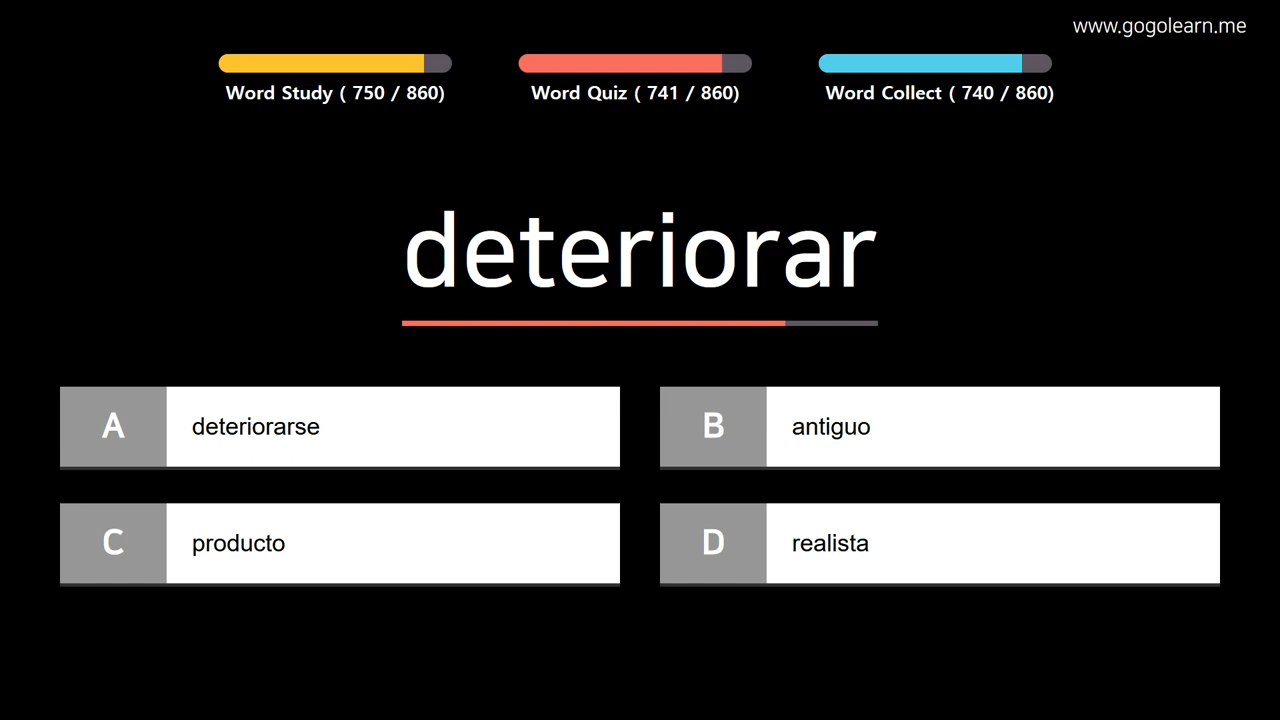 www.gogolearn.me
Word Study ( 750 / 860)
Word Quiz ( 741 / 860)
Word Collect ( 740 / 860)
deteriorar
A deteriorarse
B antiguo
C producto
D realista